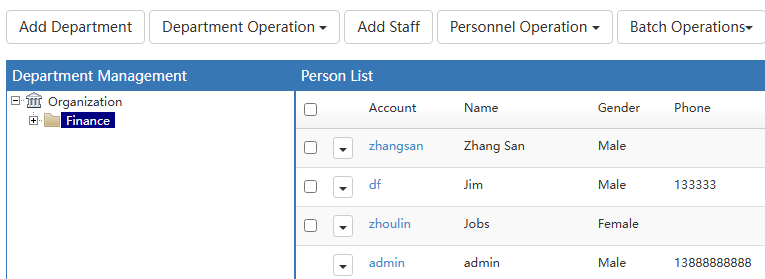 Add Department Department Operation Add Staff Personnel Operation Batch Operations
Department Management Person List
Organization
Finance
Account Name Gender Phone
zhangsan Zhang San Male
df Jim Male 133333
zhoulin Jobs Female
admin admin Male 13888888888